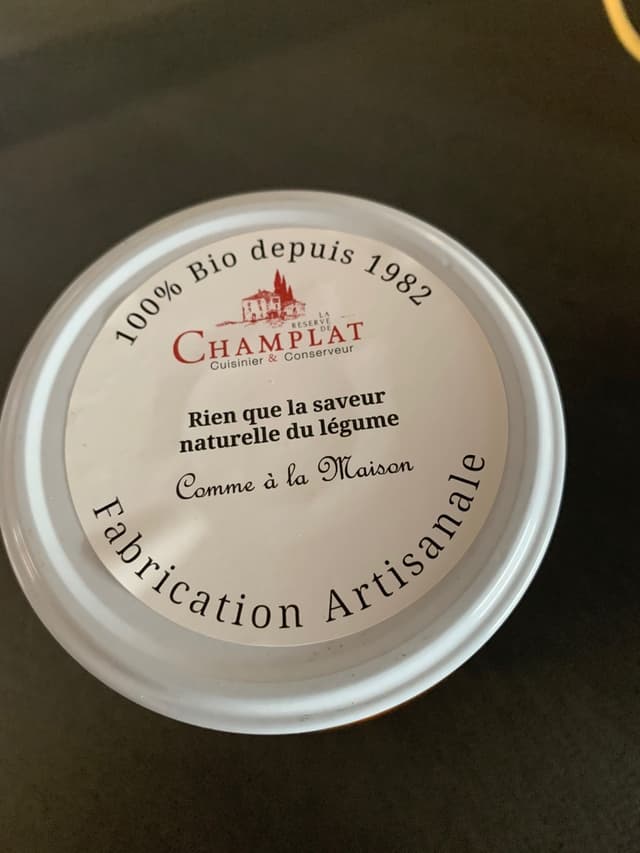 100% Bio depuis 1982
LA
RESERVE
DE
CHAMPLAT
Cuisinier & Conserveur
Rien que la saveur
naturelle du légume
Comme à la Maison
Fabrication Artisanale